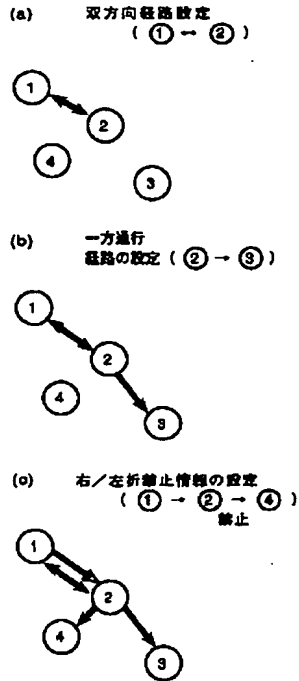 (a) 双方向経路設定
( ① ↔ ② )
1
2
4
3
(b) 一方通行
経路の設定 ( ② → ③ )
1
2
4
3
(c) 右/左折禁止情報の設定
( ① → ② → ④ )
禁止
1
2
4
3